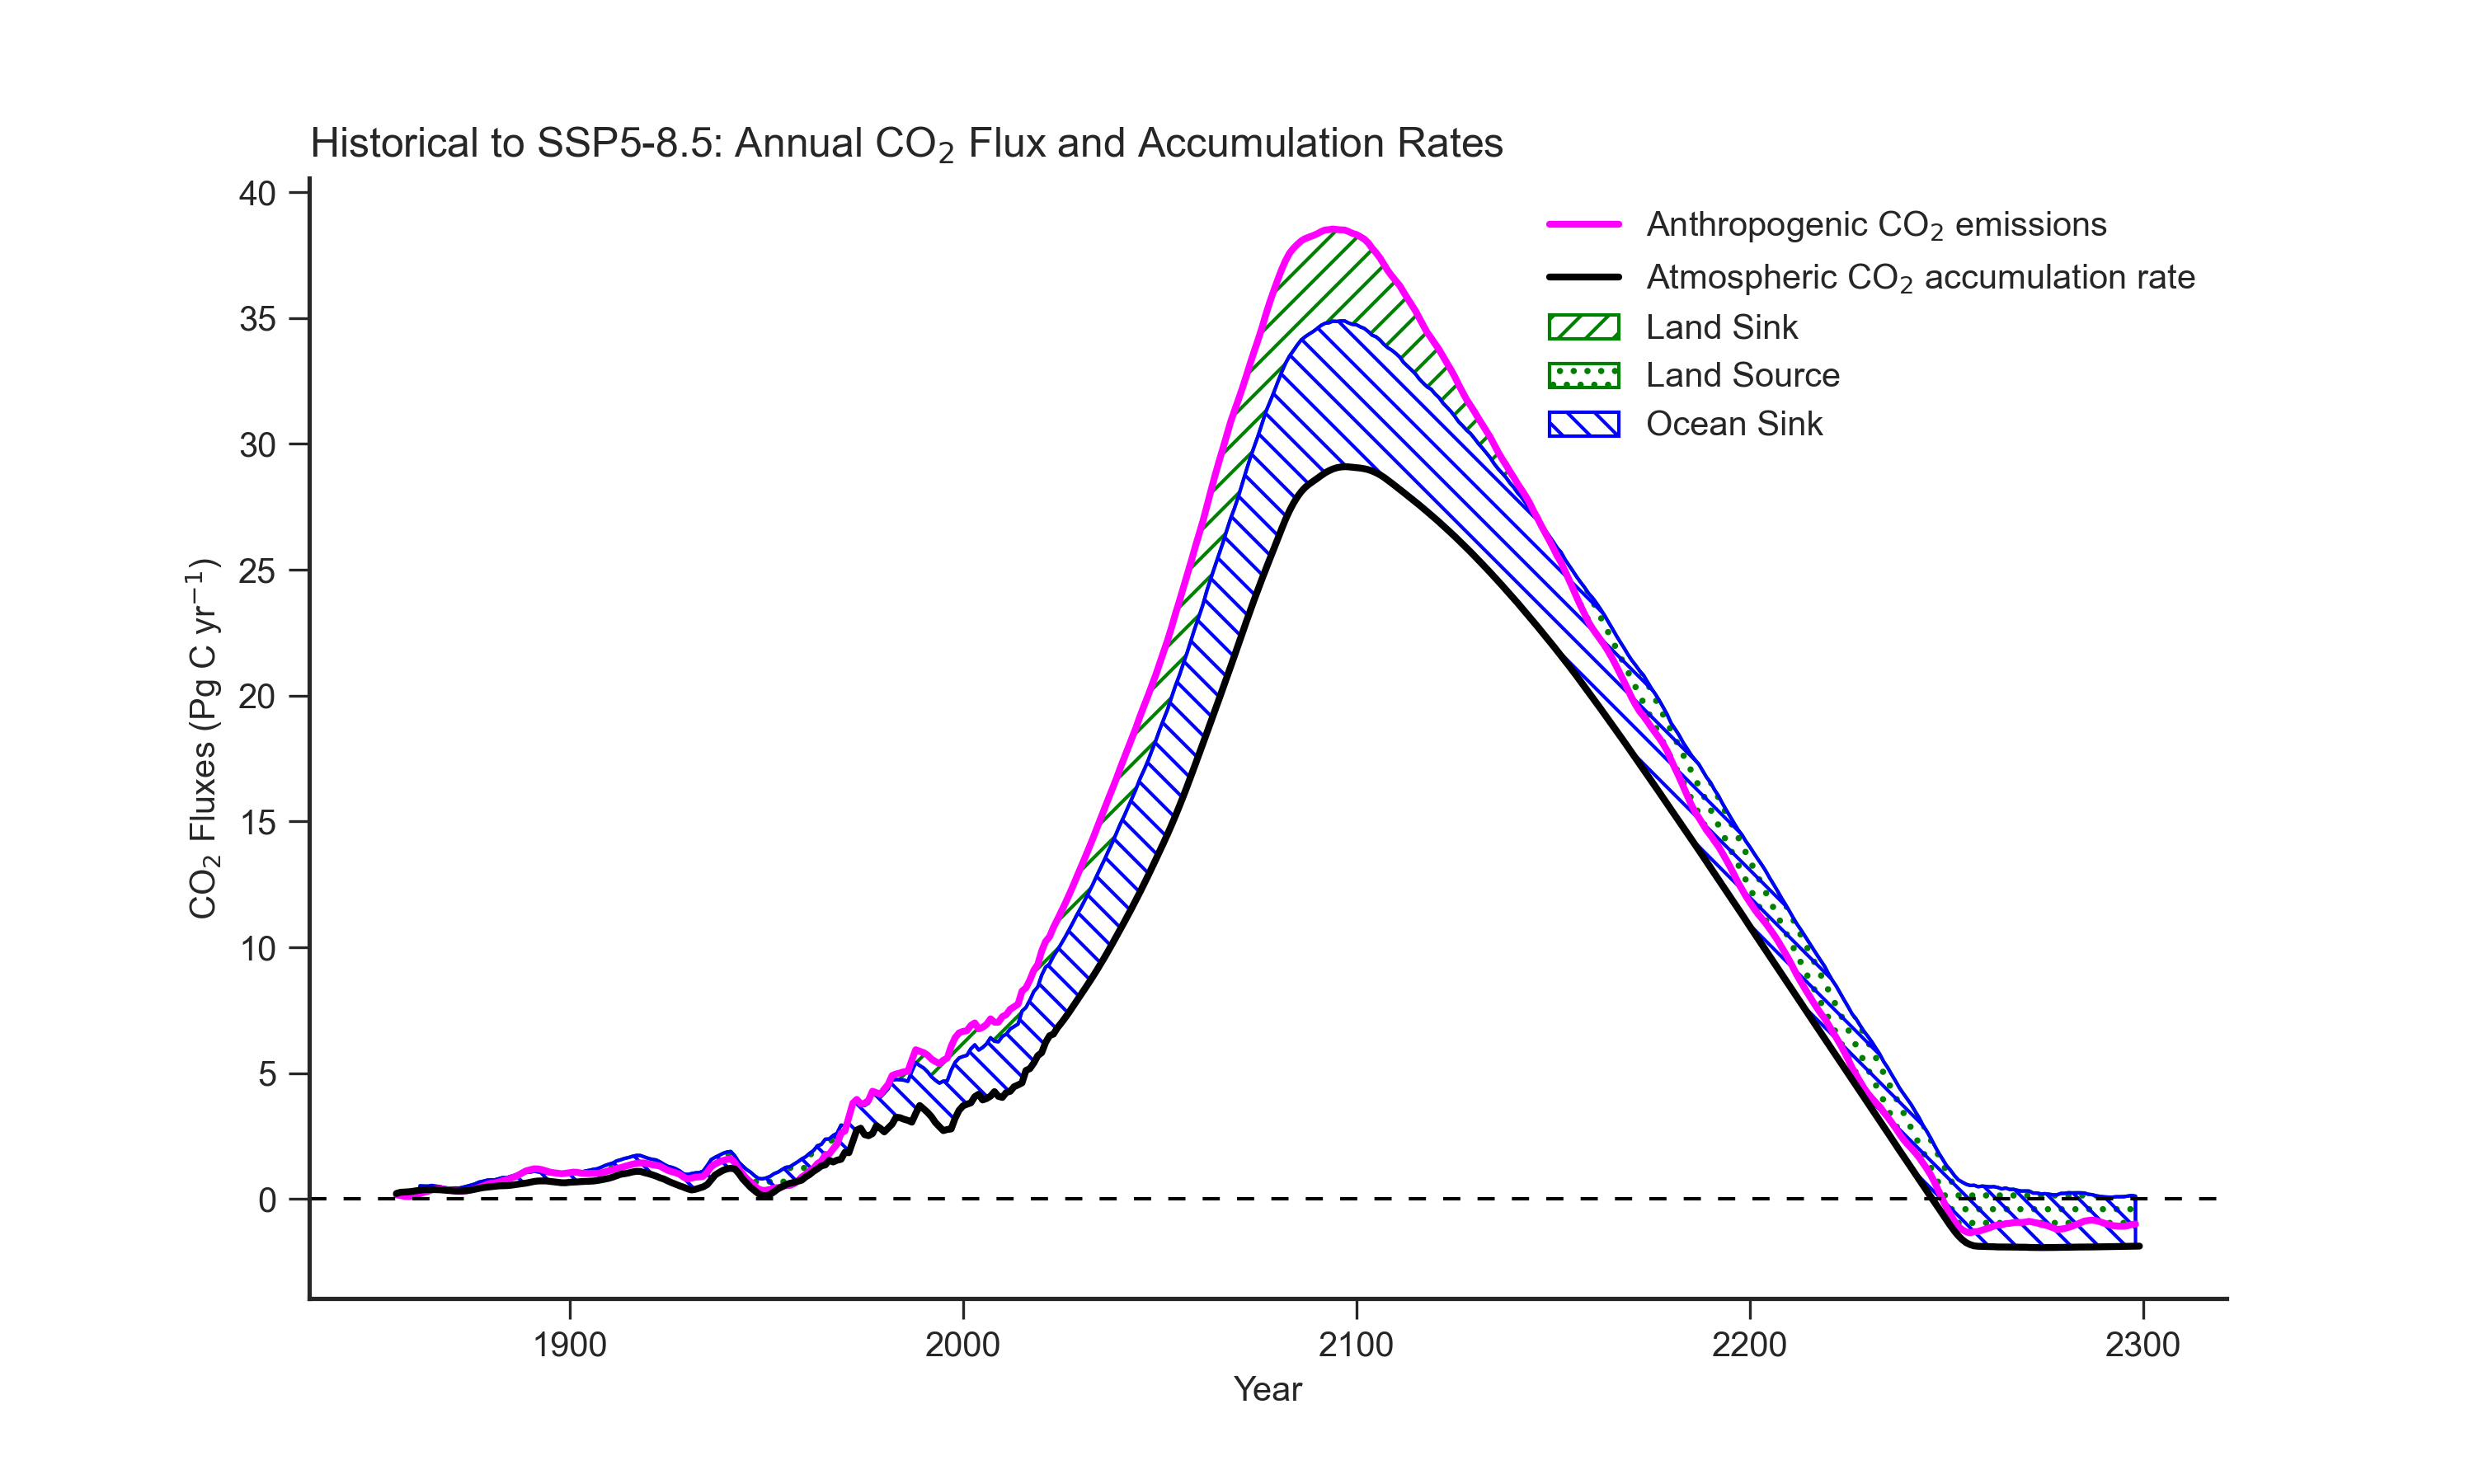 Historical to SSP5-8.5: Annual CO₂ Flux and Accumulation Rates
Anthropogenic CO₂ emissions
Atmospheric CO₂ accumulation rate
Land Sink
Land Source
Ocean Sink
CO₂ Fluxes (Pg C yr⁻¹)
40
35
30
25
20
15
10
5
0
1900 2000 2100 2200 2300
Year